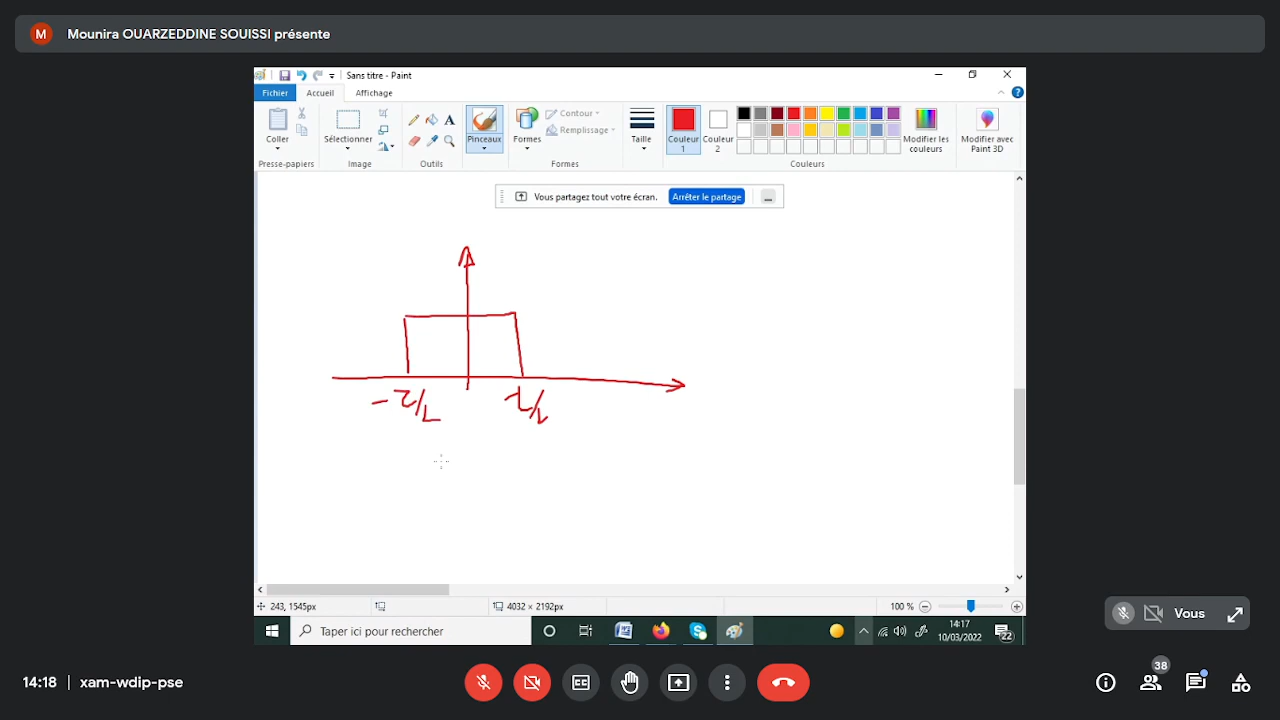 M Mounira OUARZEDDINE SOUISSI présente
Sans titre - Paint
Fichier Accueil Affichage
Coller
Presse-papiers
Sélectionner
Image
A
Outils
Pinceaux
Formes
Contour
Remplissage
Formes
Taille
Couleur 1
Couleur 2
Modifier les couleurs
Couleurs
Modifier avec Paint 3D
Vous partagez tout votre écran. Arrêter le partage
243, 1545px 4032 × 2192px 100 %
Taper ici pour rechercher
14:17
10/03/2022
22
Vous
14:18 | xam-wdip-pse
38